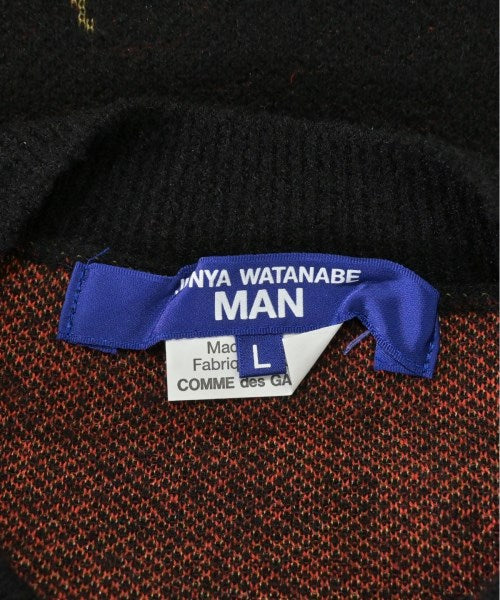 JUNYA WATANABE
MAN
L
Mad
Fabric
COMME des GA